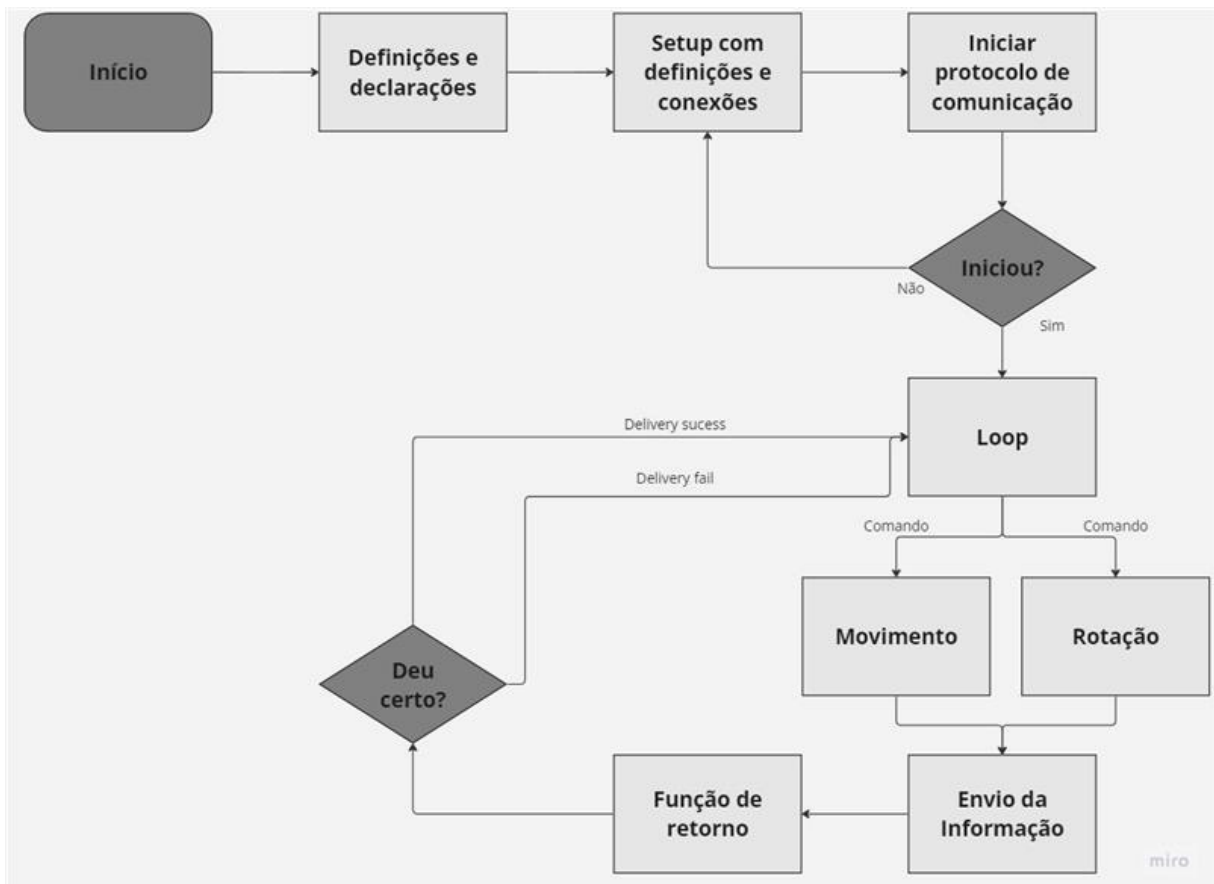 Início
Definições e
declarações
Setup com
definições e
conexões
Iniciar
protocolo de
comunicação
Iniciou?
Não
Sim
Delivery sucess
Loop
Delivery fail
Comando
Comando
Movimento
Rotação
Deu
certo?
Função de
retorno
Envio da
Informação
miro